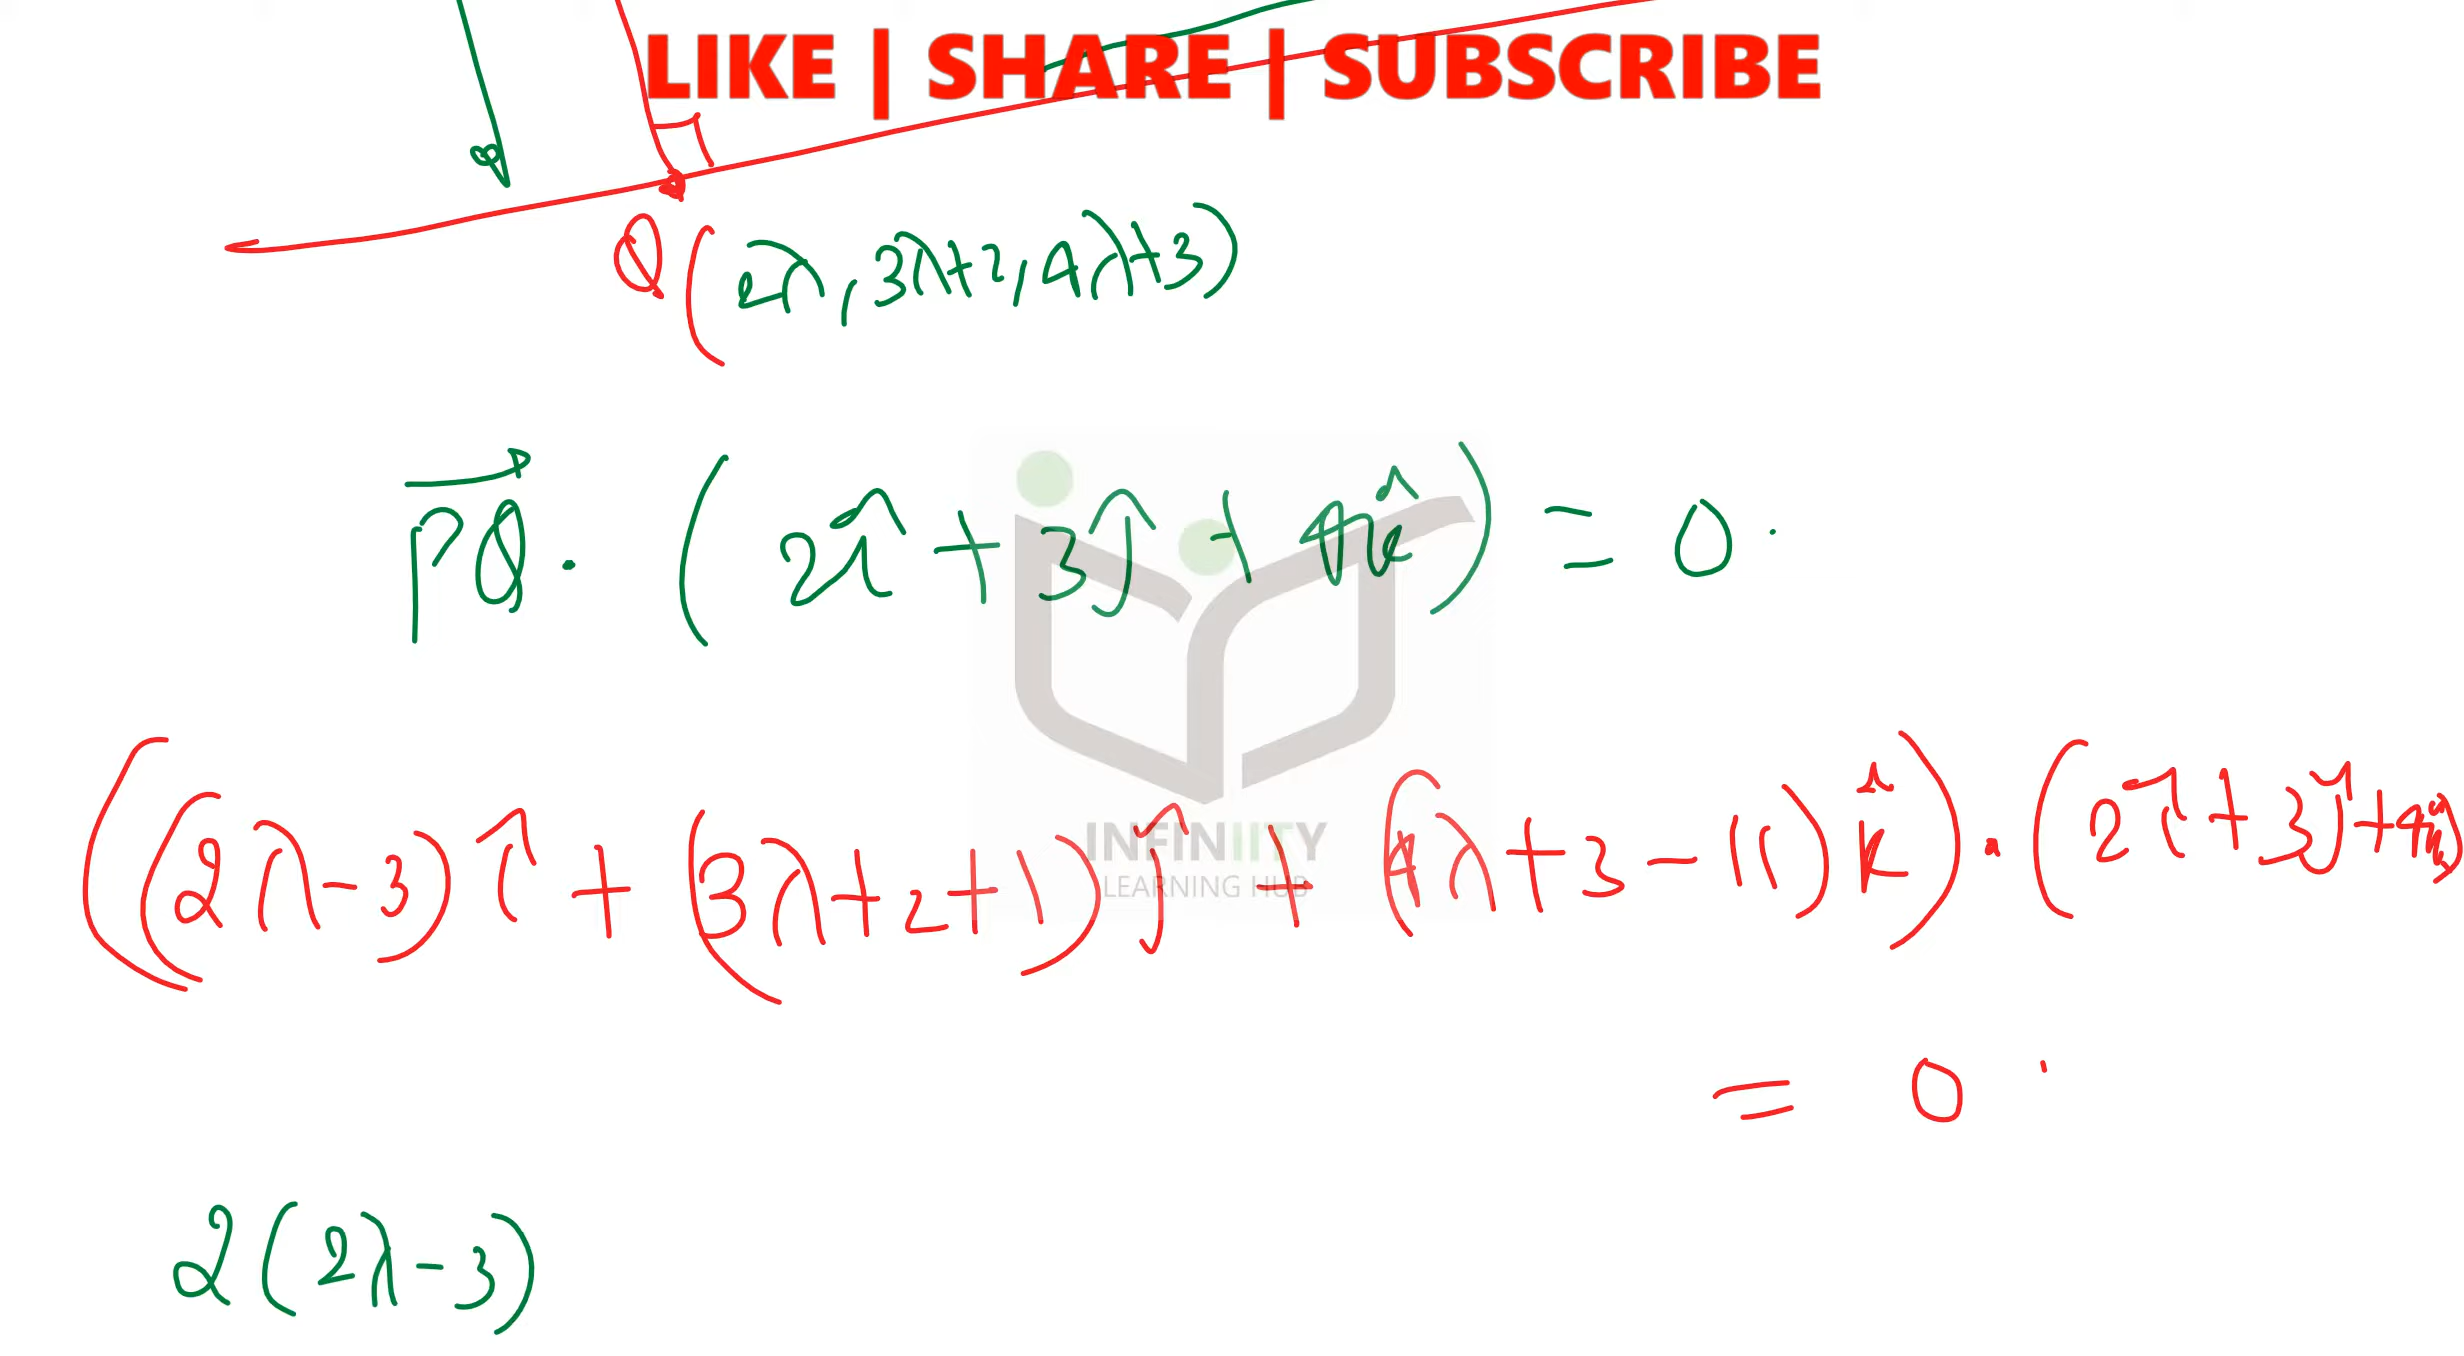 LIKE | SHARE | SUBSCRIBE
Q (2λ, 3λ+2, 4λ+3)
PQ⃗ · (2î + 3ĵ + 4k̂) = 0.
((2λ-3)î + (3λ+2+1)ĵ + (4λ+3-11)k̂) · (2î + 3ĵ + 4k̂)
INFINIITY
LEARNING HUB
= 0.
2(2λ-3)